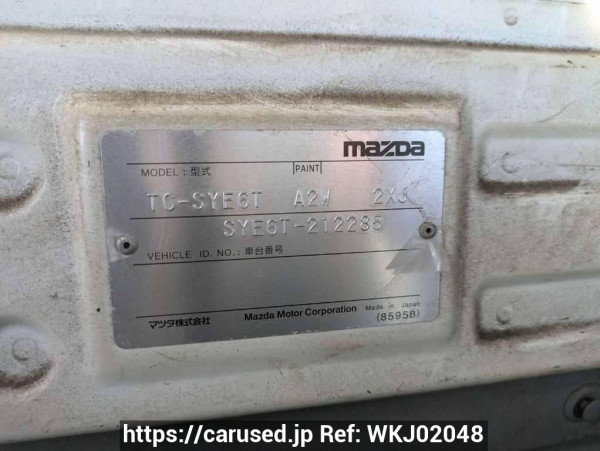 mazda
MODEL : 型式 PAINT
TC-SYE6T A2W 2X3
SYE6T-212285
VEHICLE ID. NO. : 車台番号
マツダ株式会社 Mazda Motor Corporation Made in Japan
(8595B)
https://carused.jp Ref: WKJ02048